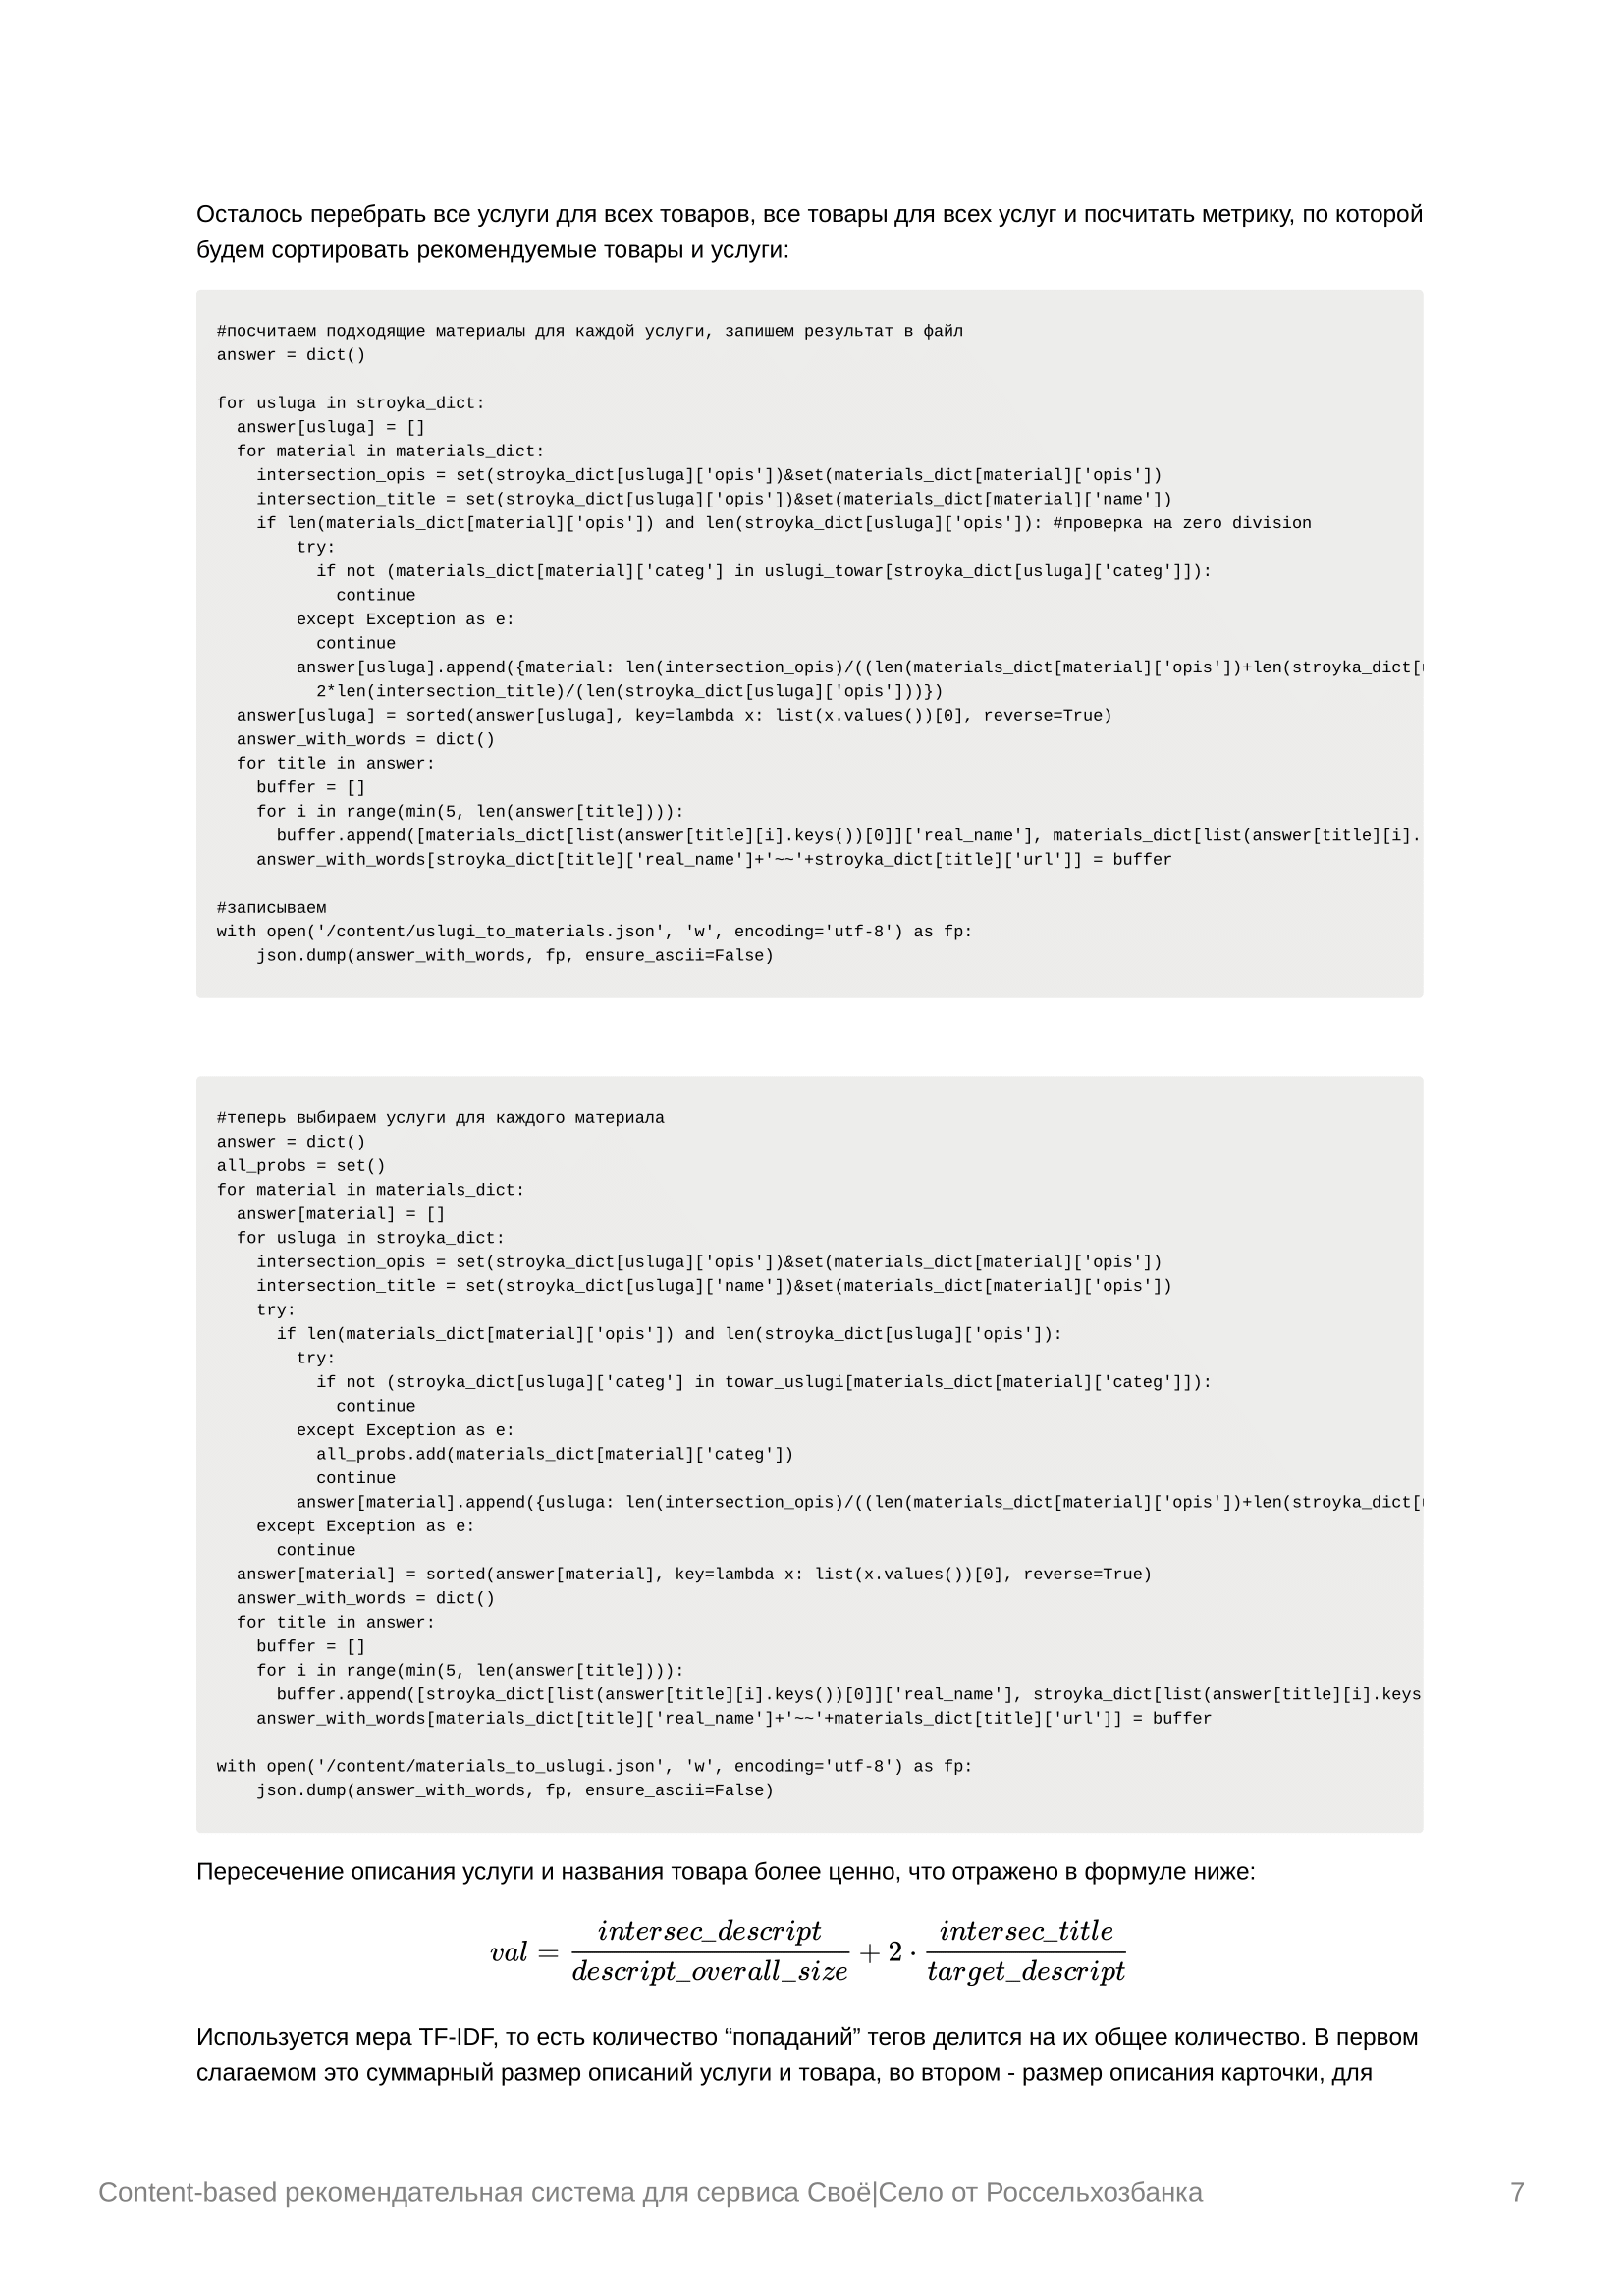 Осталось перебрать все услуги для всех товаров, все товары для всех услуг и посчитать метрику, по которой
будем сортировать рекомендуемые товары и услуги:
#посчитаем подходящие материалы для каждой услуги, запишем результат в файл
answer = dict()
for usluga in stroyka_dict:
  answer[usluga] = []
  for material in materials_dict:
    intersection_opis = set(stroyka_dict[usluga]['opis'])&set(materials_dict[material]['opis'])
    intersection_title = set(stroyka_dict[usluga]['opis'])&set(materials_dict[material]['name'])
    if len(materials_dict[material]['opis']) and len(stroyka_dict[usluga]['opis']): #проверка на zero division
        try:
          if not (materials_dict[material]['categ'] in uslugi_towar[stroyka_dict[usluga]['categ']]):
            continue
        except Exception as e:
          continue
        answer[usluga].append({material: len(intersection_opis)/((len(materials_dict[material]['opis'])+len(stroyka_dict[
          2*len(intersection_title)/(len(stroyka_dict[usluga]['opis']))})
  answer[usluga] = sorted(answer[usluga], key=lambda x: list(x.values())[0], reverse=True)
  answer_with_words = dict()
  for title in answer:
    buffer = []
    for i in range(min(5, len(answer[title]))):
      buffer.append([materials_dict[list(answer[title][i].keys())[0]]['real_name'], materials_dict[list(answer[title][i].
    answer_with_words[stroyka_dict[title]['real_name']+'~~'+stroyka_dict[title]['url']] = buffer
#записываем
with open('/content/uslugi_to_materials.json', 'w', encoding='utf-8') as fp:
    json.dump(answer_with_words, fp, ensure_ascii=False)
#теперь выбираем услуги для каждого материала
answer = dict()
all_probs = set()
for material in materials_dict:
  answer[material] = []
  for usluga in stroyka_dict:
    intersection_opis = set(stroyka_dict[usluga]['opis'])&set(materials_dict[material]['opis'])
    intersection_title = set(stroyka_dict[usluga]['name'])&set(materials_dict[material]['opis'])
    try:
      if len(materials_dict[material]['opis']) and len(stroyka_dict[usluga]['opis']):
        try:
          if not (stroyka_dict[usluga]['categ'] in towar_uslugi[materials_dict[material]['categ']]):
            continue
        except Exception as e:
          all_probs.add(materials_dict[material]['categ'])
          continue
        answer[material].append({usluga: len(intersection_opis)/((len(materials_dict[material]['opis'])+len(stroyka_dict[
    except Exception as e:
      continue
  answer[material] = sorted(answer[material], key=lambda x: list(x.values())[0], reverse=True)
  answer_with_words = dict()
  for title in answer:
    buffer = []
    for i in range(min(5, len(answer[title]))):
      buffer.append([stroyka_dict[list(answer[title][i].keys())[0]]['real_name'], stroyka_dict[list(answer[title][i].keys
    answer_with_words[materials_dict[title]['real_name']+'~~'+materials_dict[title]['url']] = buffer
with open('/content/materials_to_uslugi.json', 'w', encoding='utf-8') as fp:
    json.dump(answer_with_words, fp, ensure_ascii=False)
Пересечение описания услуги и названия товара более ценно, что отражено в формуле ниже:
val = intersec_descript / descript_overall_size + 2 · intersec_title / target_descript
Используется мера TF-IDF, то есть количество “попаданий” тегов делится на их общее количество. В первом
слагаемом это суммарный размер описаний услуги и товара, во втором - размер описания карточки, для
Content-based рекомендательная система для сервиса Своё|Село от Россельхозбанка 7